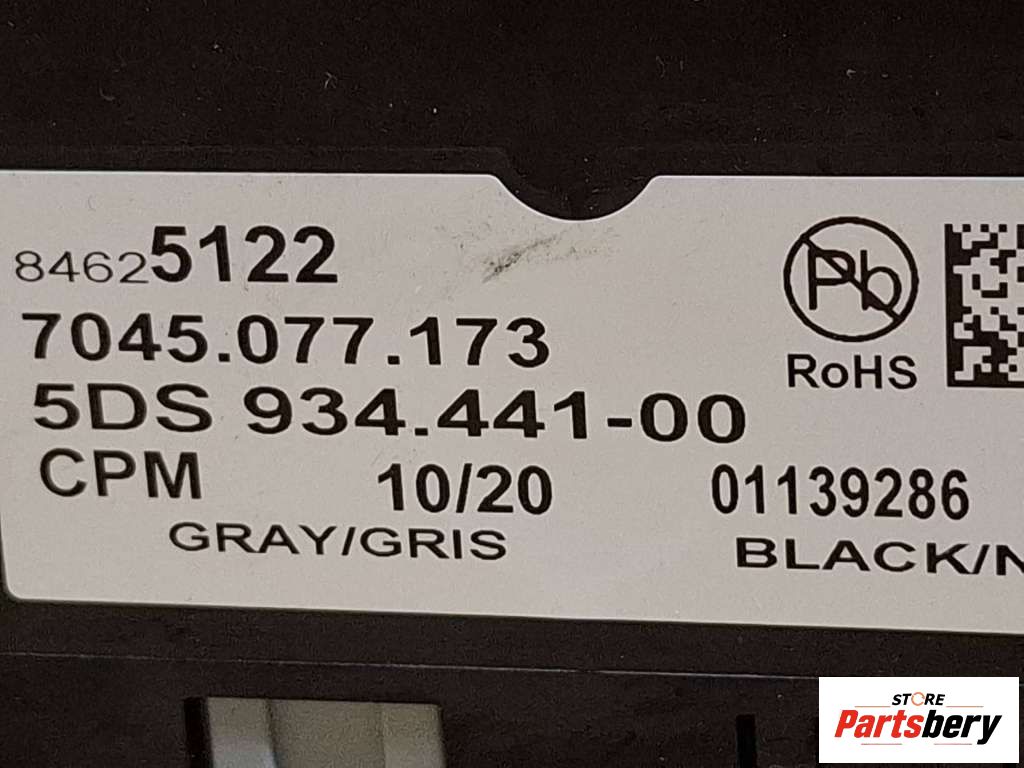 84625122
7045.077.173
5DS 934.441-00
CPM 10/20 01139286
GRAY/GRIS BLACK/N
Pb
RoHS
STORE
Partsbery